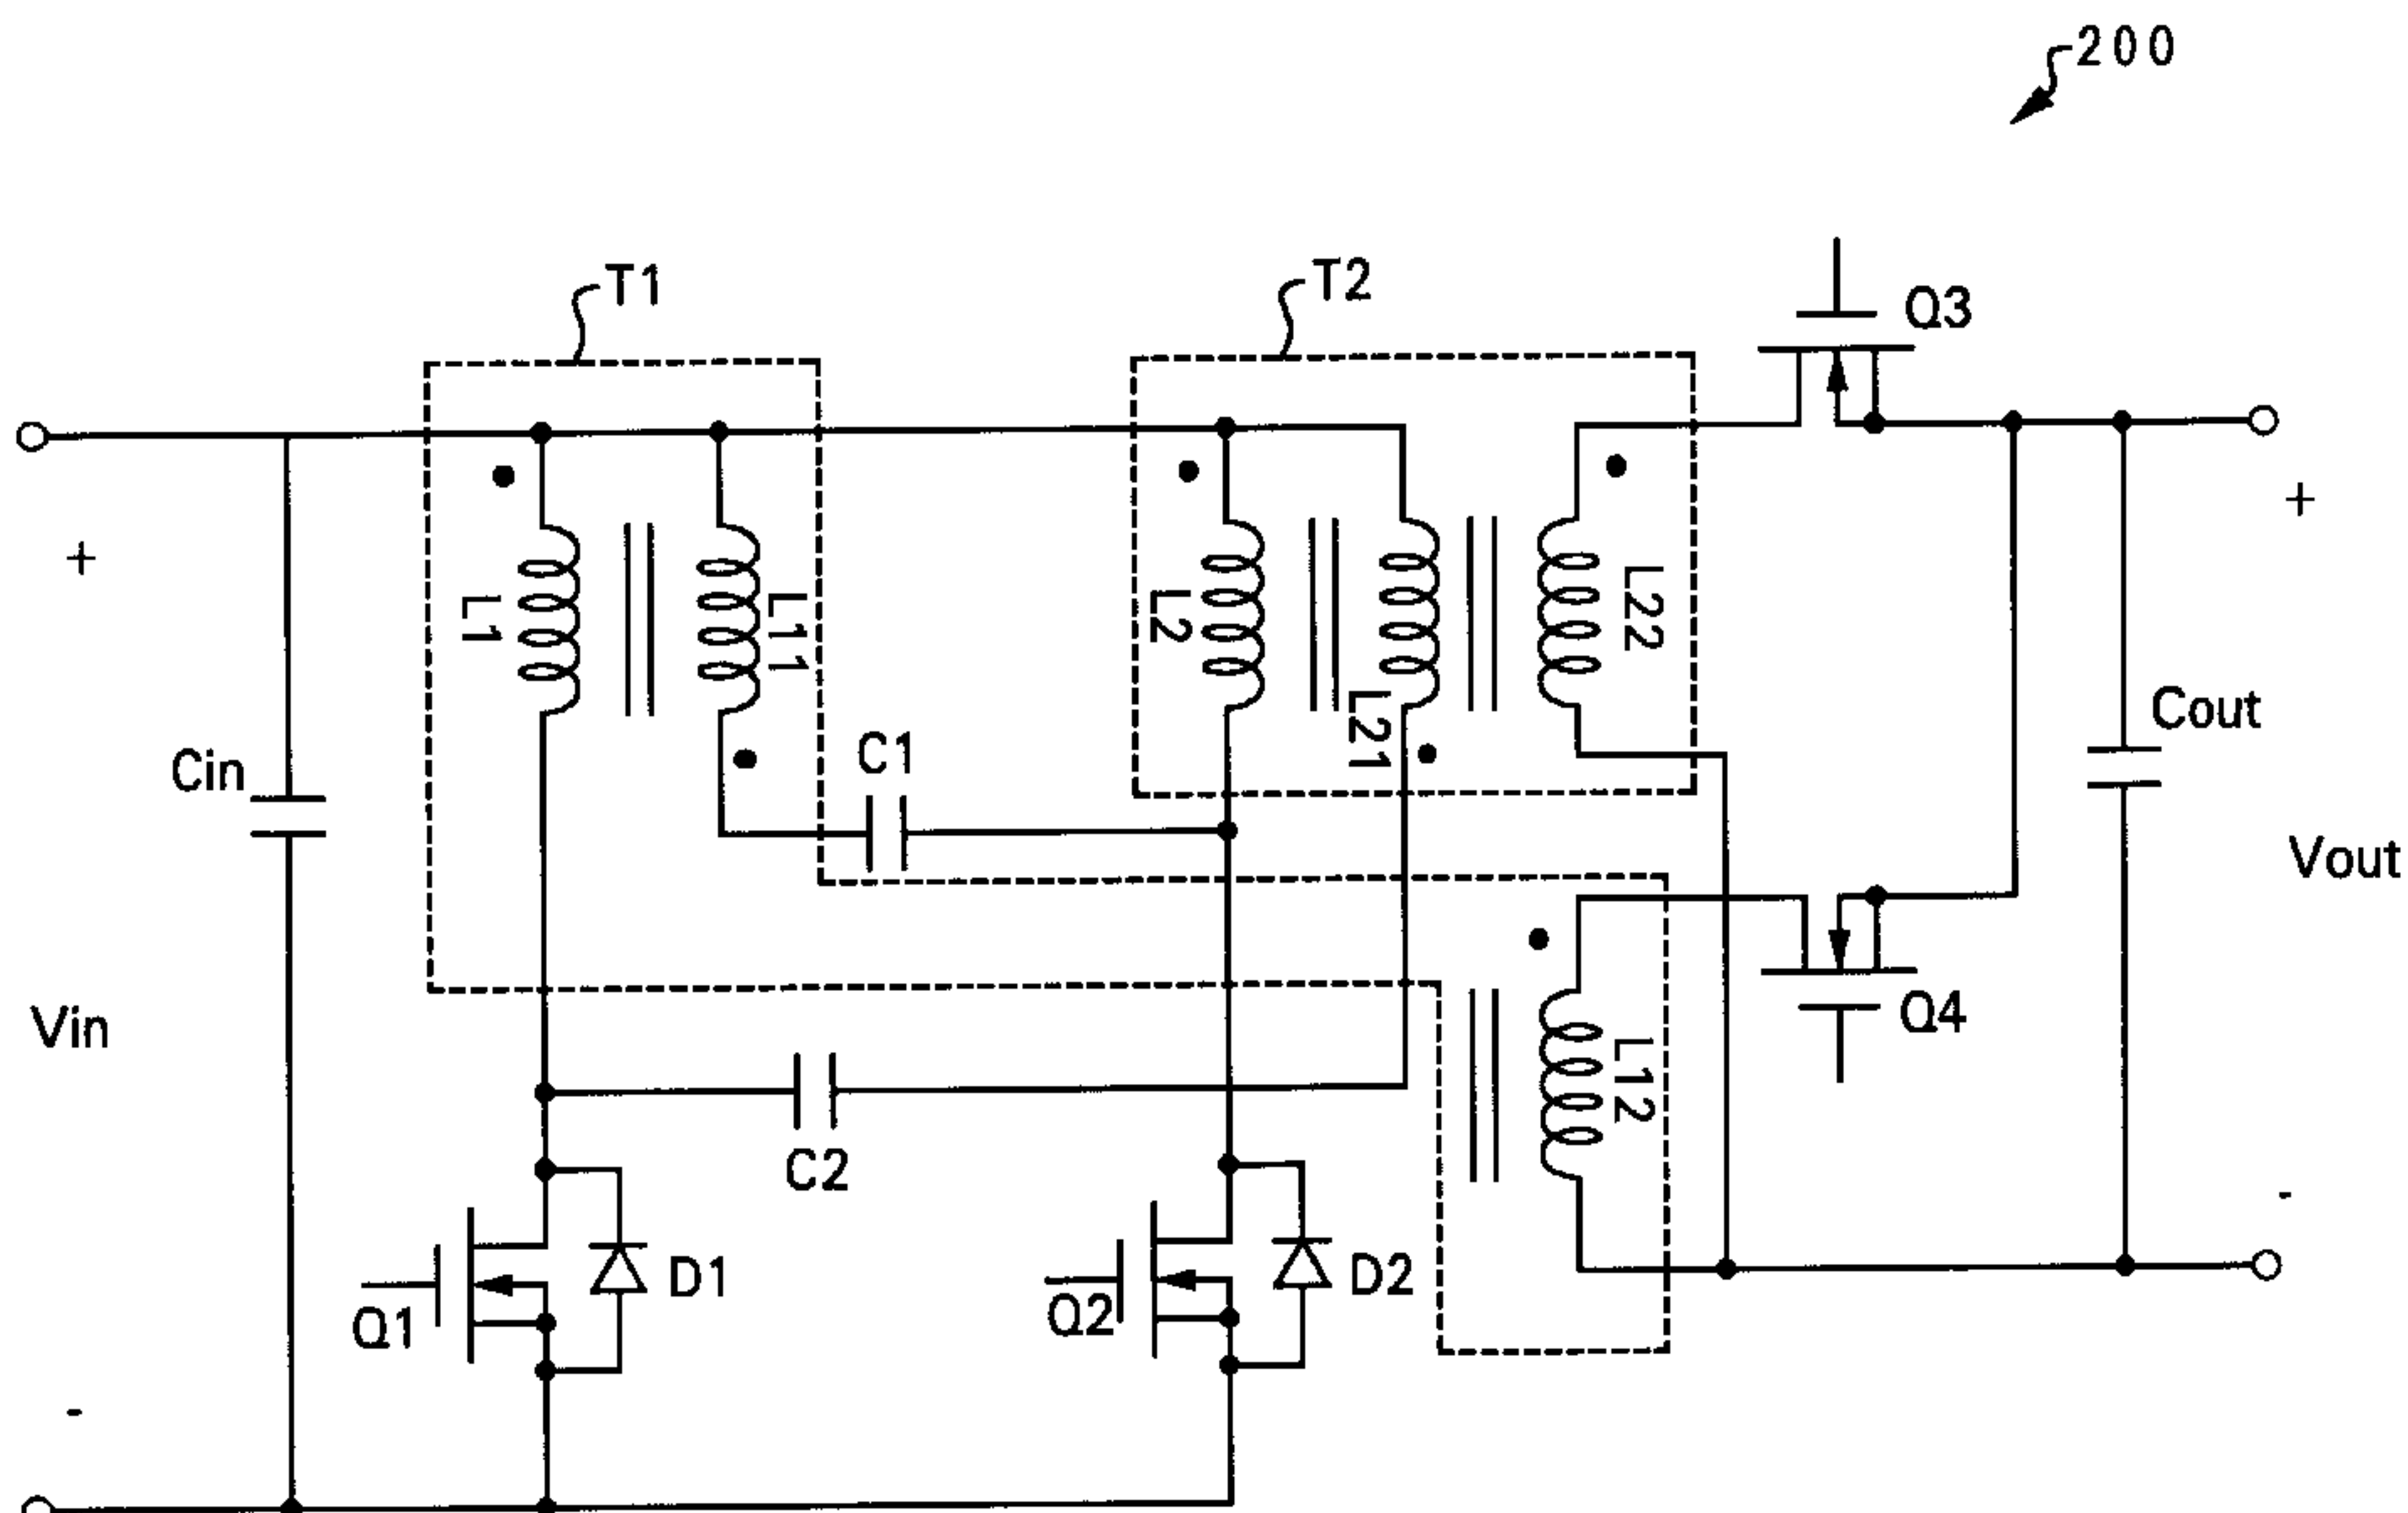 200
T1
T2
Q3
+
+
L1
L11
L2
L21
L22
Cin
C1
Cout
Vout
Vin
Q4
L12
C2
-
D1
D2
Q1
Q2
-